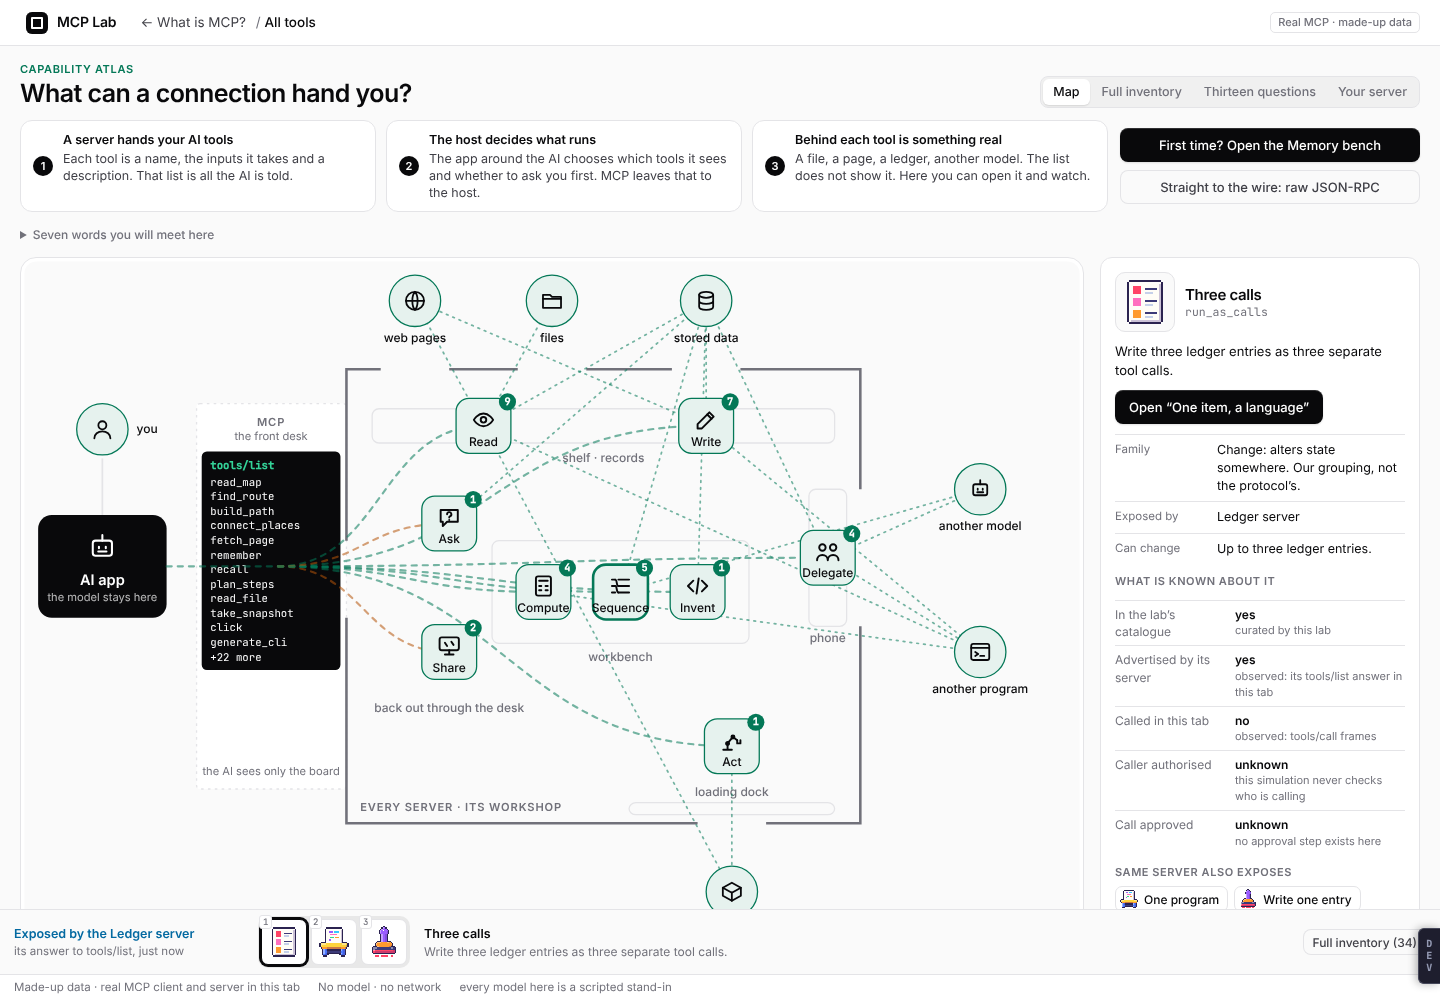 MCP Lab
← What is MCP? / All tools
Real MCP · made-up data
CAPABILITY ATLAS
What can a connection hand you?
Map
Full inventory
Thirteen questions
Your server
1
A server hands your AI tools
Each tool is a name, the inputs it takes and a
description. That list is all the AI is told.
2
The host decides what runs
The app around the AI chooses which tools it sees
and whether to ask you first. MCP leaves that to
the host.
3
Behind each tool is something real
A file, a page, a ledger, another model. The list
does not show it. Here you can open it and watch.
First time? Open the Memory bench
Straight to the wire: raw JSON-RPC
▶ Seven words you will meet here
web pages
files
stored data
you
MCP
the front desk
tools/list
read_map
find_route
build_path
connect_places
fetch_page
remember
recall
plan_steps
read_file
take_snapshot
click
generate_cli
+22 more
the AI sees only the board
AI app
the model stays here
9
Read
7
Write
shelf · records
1
Ask
4
Compute
5
Sequence
1
Invent
workbench
4
Delegate
phone
2
Share
back out through the desk
1
Act
loading dock
EVERY SERVER · ITS WORKSHOP
another model
another program
Three calls
run_as_calls
Write three ledger entries as three separate
tool calls.
Open “One item, a language”
Family
Change: alters state
somewhere. Our grouping, not
the protocol’s.
Exposed by
Ledger server
Can change
Up to three ledger entries.
WHAT IS KNOWN ABOUT IT
In the lab’s
catalogue
yes
curated by this lab
Advertised by its
server
yes
observed: its tools/list answer in
this tab
Called in this tab
no
observed: tools/call frames
Caller authorised
unknown
this simulation never checks
who is calling
Call approved
unknown
no approval step exists here
SAME SERVER ALSO EXPOSES
One program
Write one entry
Exposed by the Ledger server
its answer to tools/list, just now
1
2
3
Three calls
Write three ledger entries as three separate tool calls.
Full inventory (34)
DEV
Made-up data · real MCP client and server in this tab
No model · no network
every model here is a scripted stand-in